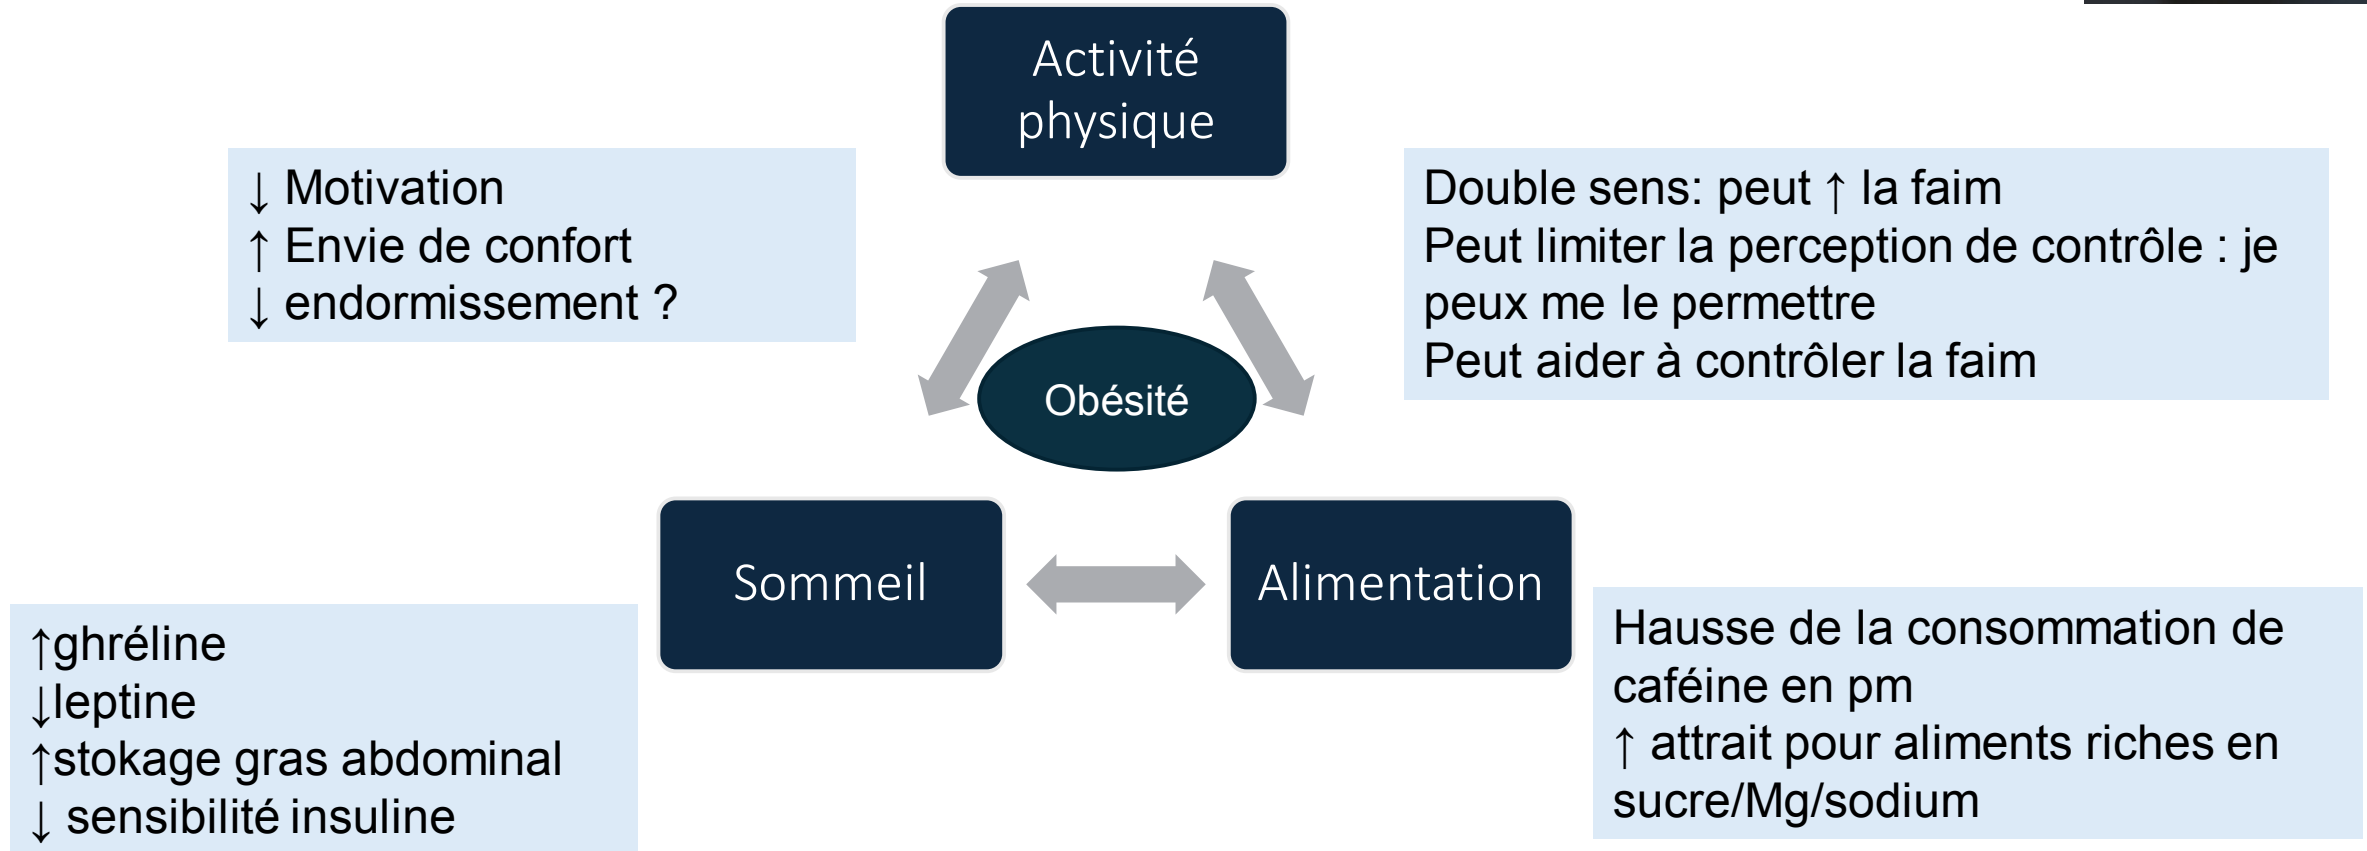 Activité
physique
↓ Motivation
↑ Envie de confort
↓ endormissement ?
Double sens: peut ↑ la faim
Peut limiter la perception de contrôle : je
peux me le permettre
Peut aider à contrôler la faim
Obésité
Sommeil
Alimentation
↑ghréline
↓leptine
↑stokage gras abdominal
↓ sensibilité insuline
Hausse de la consommation de
caféine en pm
↑ attrait pour aliments riches en
sucre/Mg/sodium